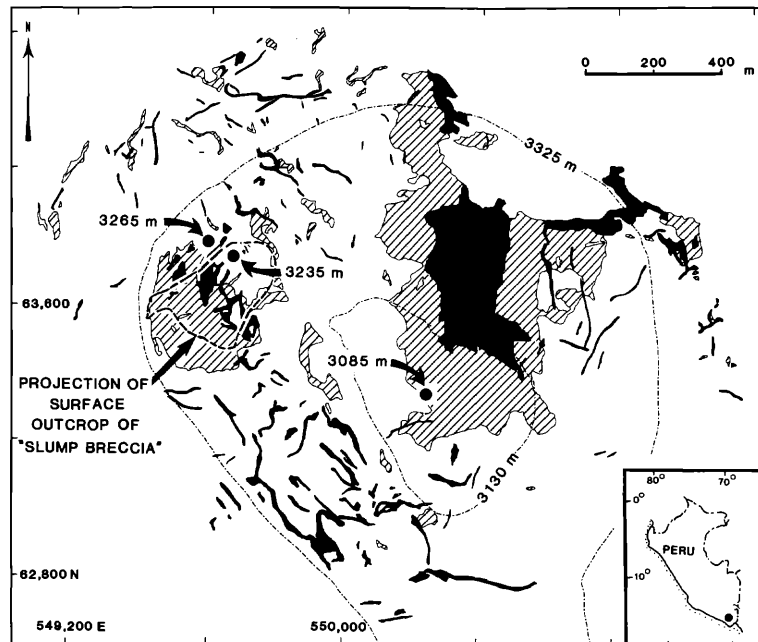 N
0 200 400
m
3325 m
3265 m
3235 m
63,600
3085 m
PROJECTION OF
SURFACE
OUTCROP OF
"SLUMP BRECCIA"
3130 m
62,800 N
549,200 E
550,000
80°
70°
0°
PERU
10°